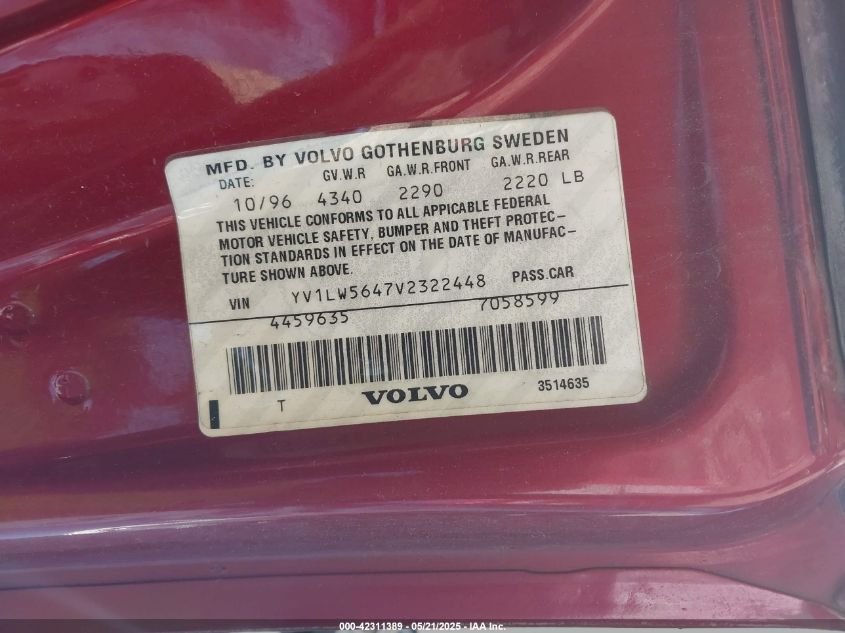 MFD. BY VOLVO GOTHENBURG SWEDEN
DATE: GV.W.R GA.W.R.FRONT GA.W.R.REAR
10/96 4340 2290 2220 LB
THIS VEHICLE CONFORMS TO ALL APPICABLE FEDERAL
MOTOR VEHICLE SAFETY, BUMPER AND THEFT PROTEC-
TION STANDARDS IN EFFECT ON THE DATE OF MANUFAC-
TURE SHOWN ABOVE.
VIN YV1LW5647V2322448 PASS.CAR
4459635 7058599
T VOLVO 3514635
000-42311389 - 05/21/2025 - IAA Inc.